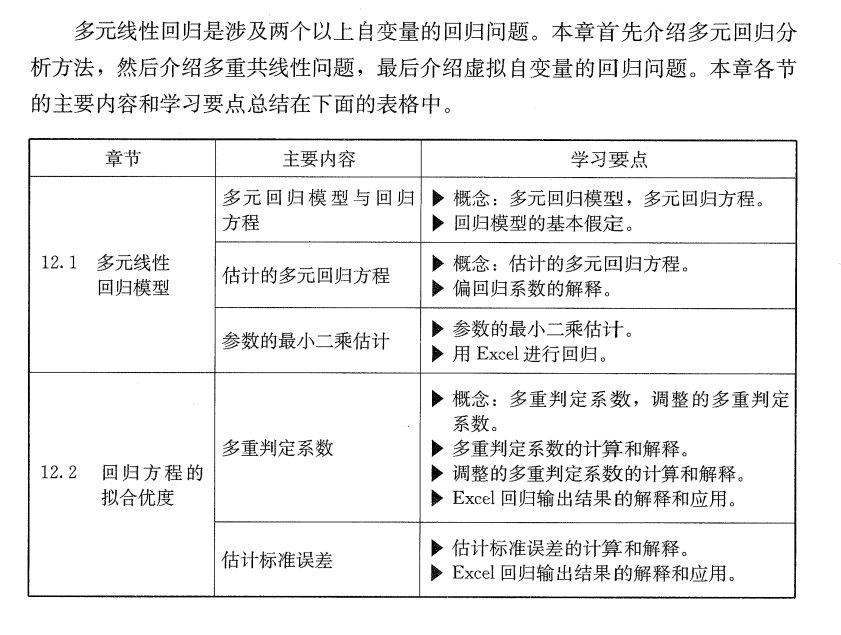 多元线性回归是涉及两个以上自变量的回归问题。本章首先介绍多元回归分
析方法，然后介绍多重共线性问题，最后介绍虚拟自变量的回归问题。本章各节
的主要内容和学习要点总结在下面的表格中。
章节 主要内容 学习要点
12.1 多元线性
回归模型
多元回归模型与回归
方程
▶ 概念：多元回归模型，多元回归方程。
▶ 回归模型的基本假定。
估计的多元回归方程
▶ 概念：估计的多元回归方程。
▶ 偏回归系数的解释。
参数的最小二乘估计
▶ 参数的最小二乘估计。
▶ 用 Excel 进行回归。
12.2 回归方程的
拟合优度
多重判定系数
▶ 概念：多重判定系数，调整的多重判定
系数。
▶ 多重判定系数的计算和解释。
▶ 调整的多重判定系数的计算和解释。
▶ Excel 回归输出结果的解释和应用。
估计标准误差
▶ 估计标准误差的计算和解释。
▶ Excel 回归输出结果的解释和应用。